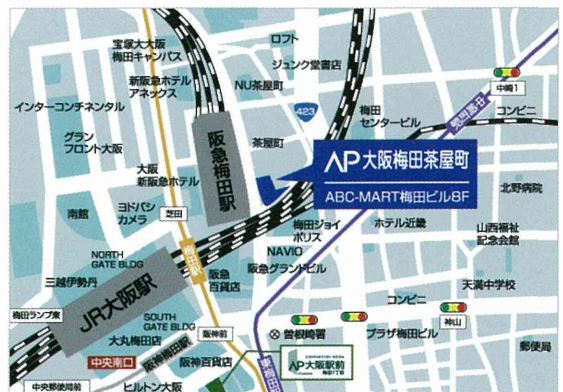 宝塚大大阪
梅田キャンパス
ロフト
ジュンク堂書店
新阪急ホテル
アネックス
NU茶屋町
インターコンチネンタル
423
中崎1
コンビニ
梅田
センタービル
グラン
フロント大阪
阪急梅田駅
茶屋町
AP大阪梅田茶屋町
ABC-MART梅田ビル8F
大阪
新阪急ホテル
北野病院
南館
ヨドバシ
カメラ
芝田
梅田ジョイ
ポリス
ホテル近畿
山西福祉
記念会館
NORTH
GATE BLDG
梅田駅
NAVIO
阪急グランドビル
三越伊勢丹
阪急
百貨店
天満中学校
JR大阪駅
コンビニ
梅田ランプ東
SOUTH
GATE BLDG
阪神前
曽根崎署
神山
大丸梅田店
プラザ梅田ビル
郵便局
中央南口
阪神梅田駅
阪神百貨店
東梅田
AP大阪駅前
中央郵便局前
ヒルトン大阪